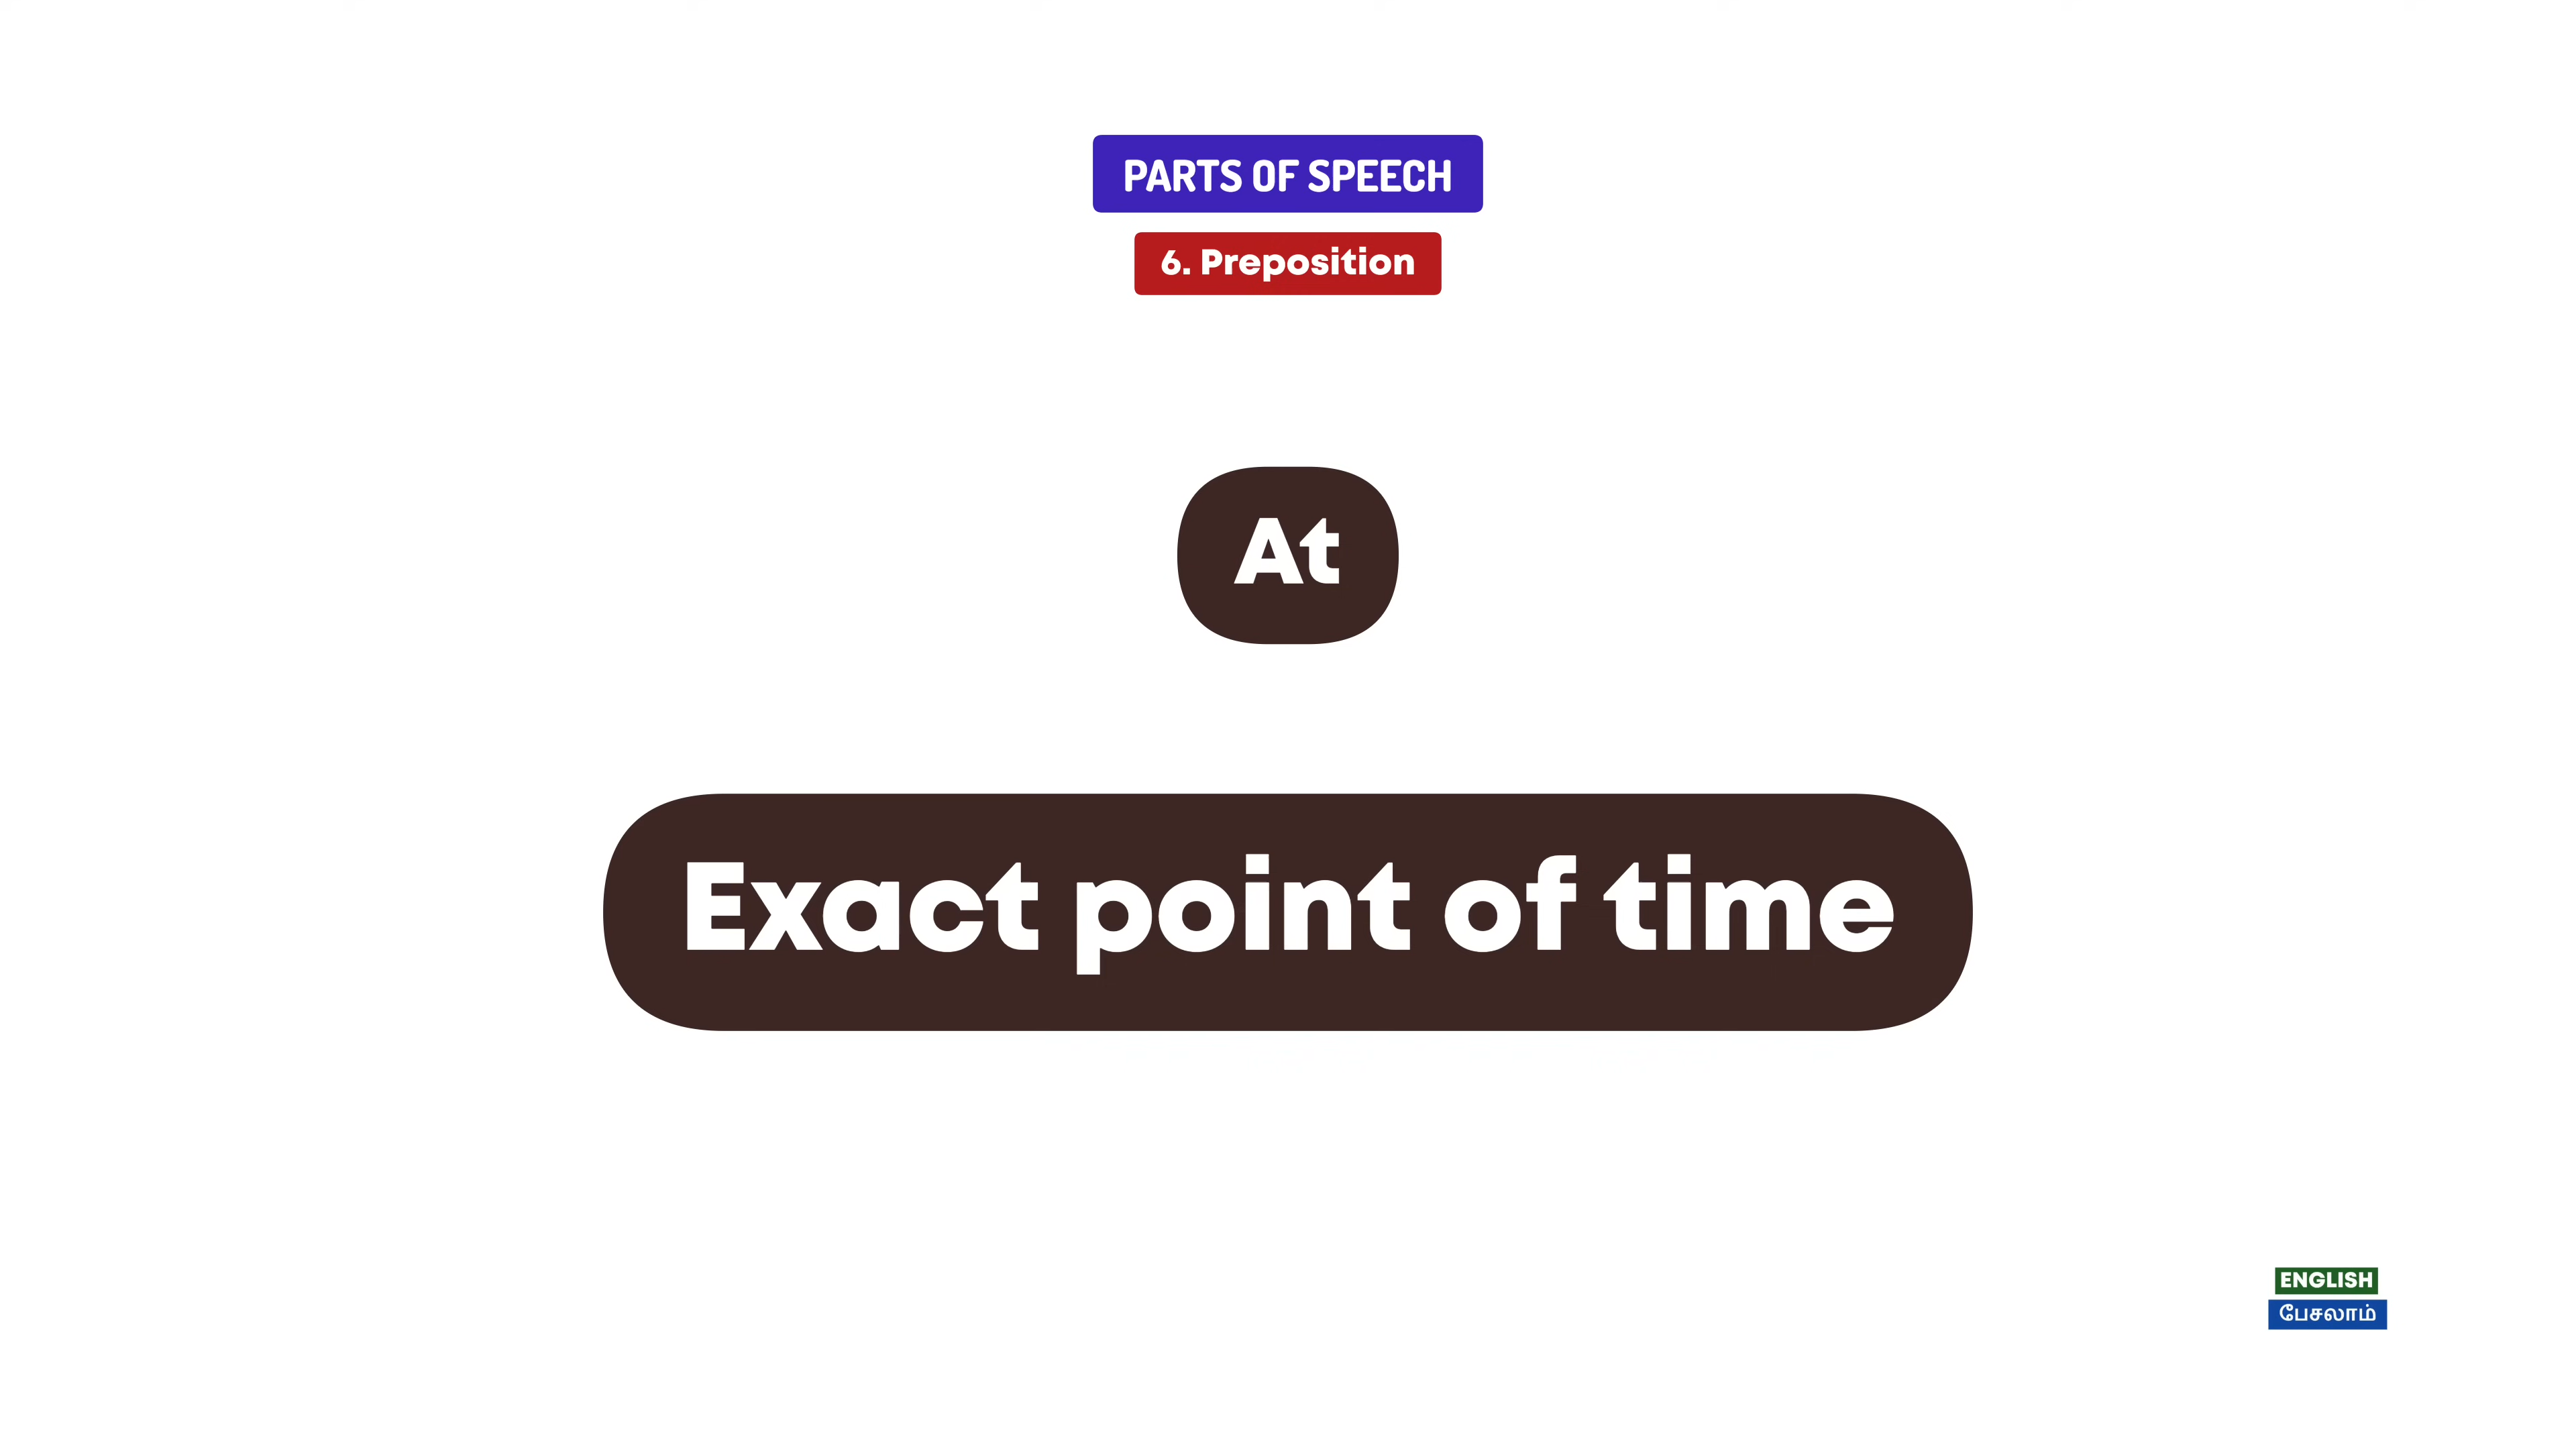 PARTS OF SPEECH
6. Preposition
At
Exact point of time
ENGLISH
பேசலாம்